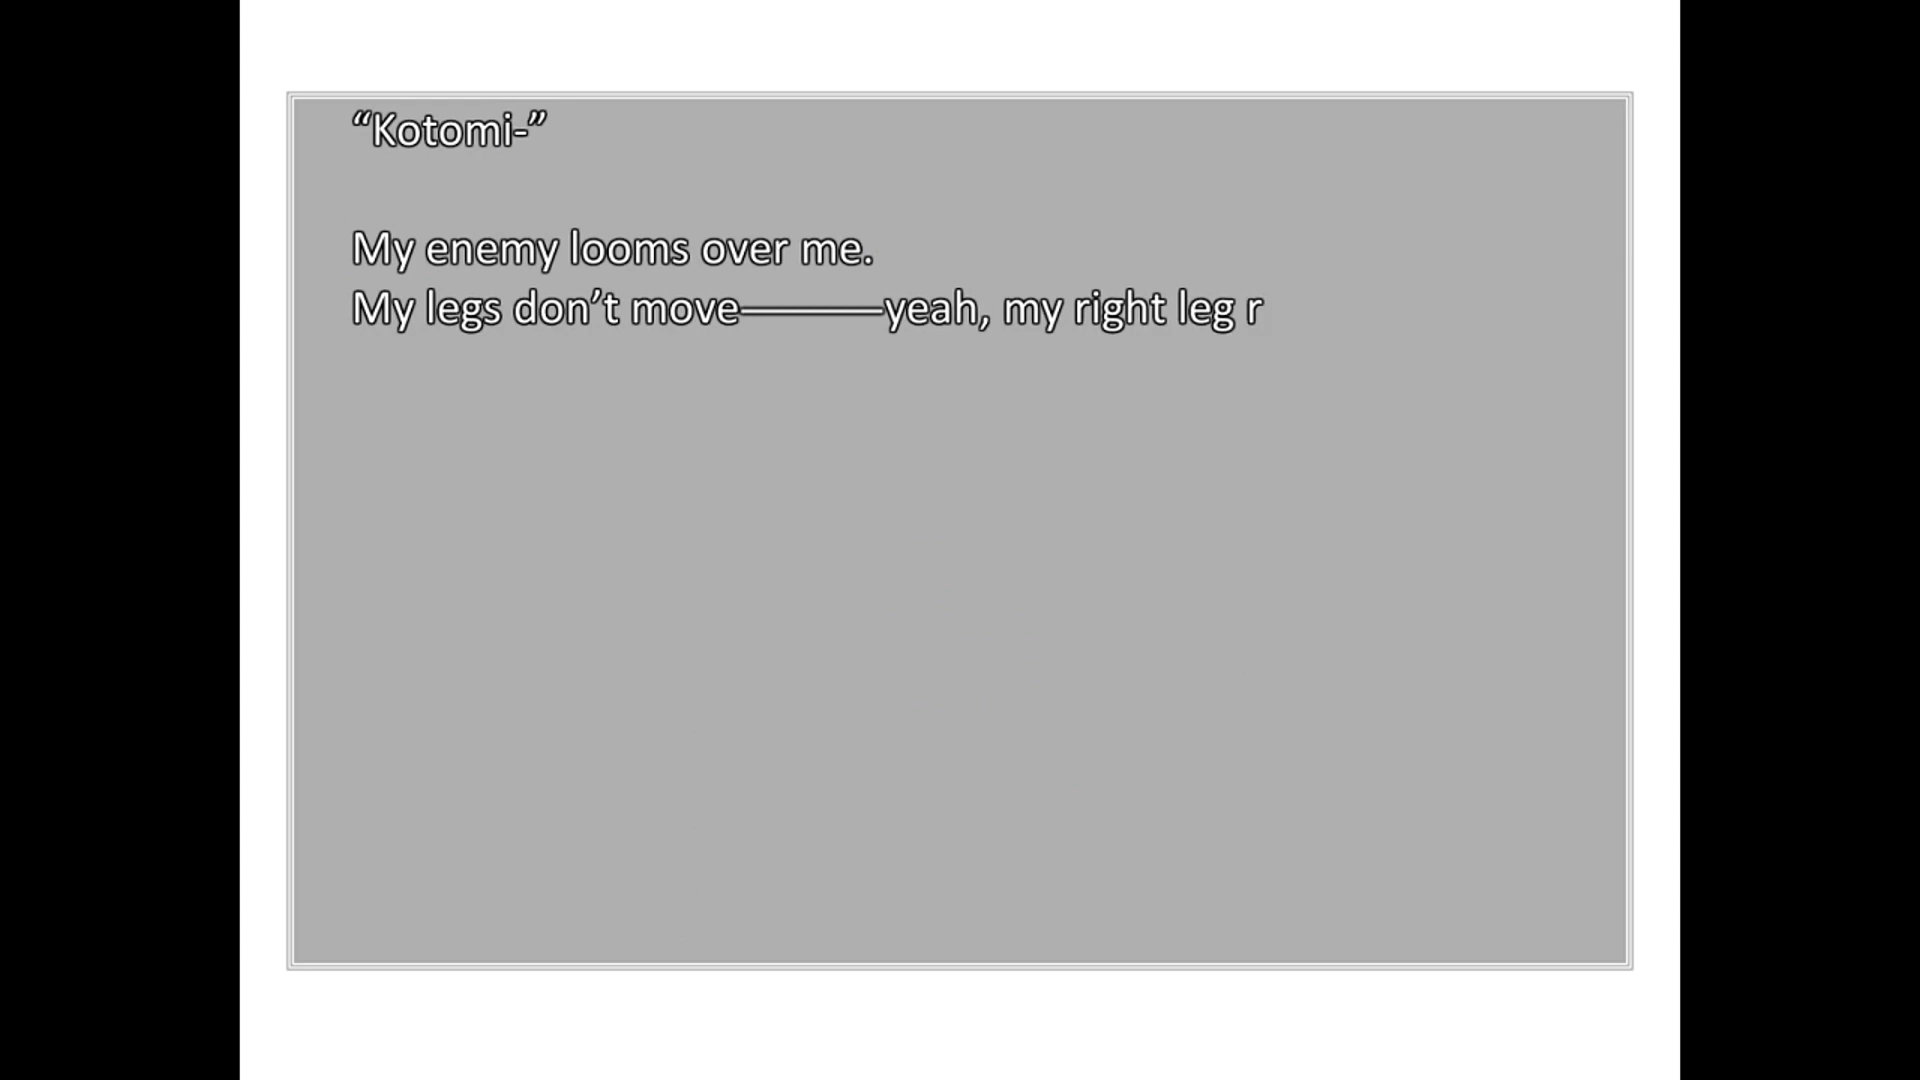 “Kotomi-”
My enemy looms over me.
My legs don’t move―――yeah, my right leg r